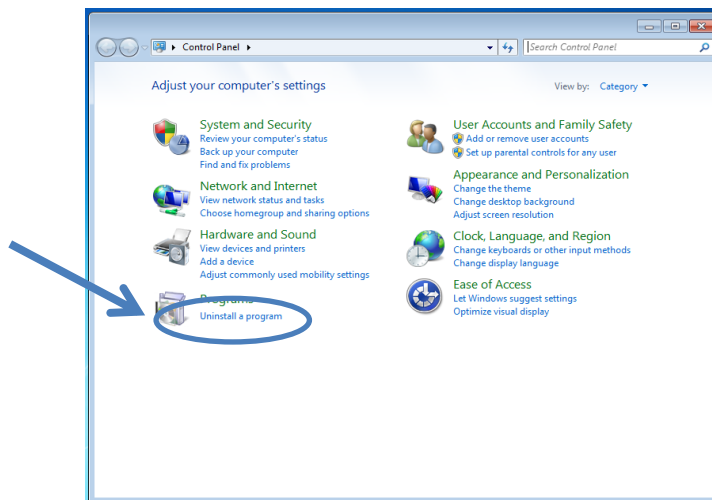 Control Panel
Search Control Panel
Adjust your computer's settings
View by: Category
System and Security
Review your computer's status
Back up your computer
Find and fix problems
Network and Internet
View network status and tasks
Choose homegroup and sharing options
Hardware and Sound
View devices and printers
Add a device
Adjust commonly used mobility settings
Programs
Uninstall a program
User Accounts and Family Safety
Add or remove user accounts
Set up parental controls for any user
Appearance and Personalization
Change the theme
Change desktop background
Adjust screen resolution
Clock, Language, and Region
Change keyboards or other input methods
Change display language
Ease of Access
Let Windows suggest settings
Optimize visual display